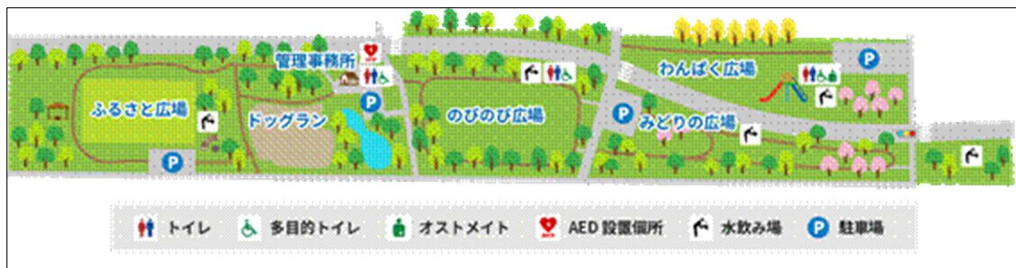 管理事務所
わんぱく広場
P
ふるさと広場
ドッグラン
P
のびのび広場
P
みどりの広場
P
トイレ
多目的トイレ
オストメイト
AED
AED設置個所
水飲み場
P
駐車場